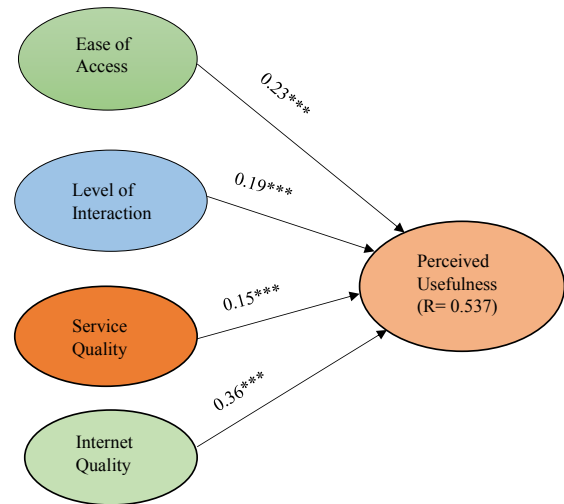 Ease of
Access
0.23***
Level of
Interaction
0.19***
Perceived
Usefulness
(R= 0.537)
Service
Quality
0.15***
Internet
Quality
0.36***